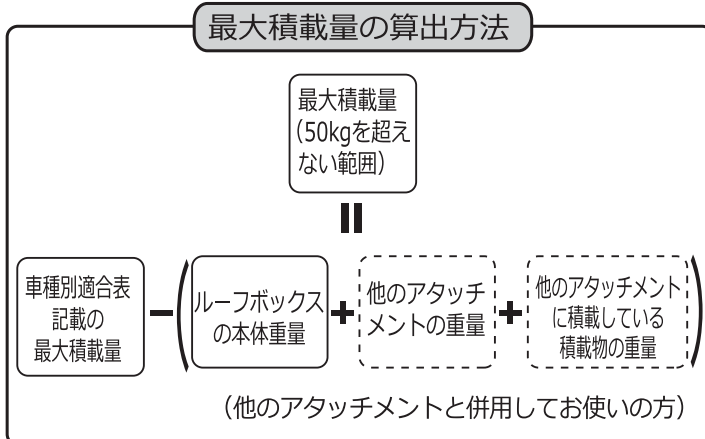 最大積載量の算出方法
最大積載量
（50kgを超え
ない範囲）
=
車種別適合表
記載の
最大積載量
−
（
ルーフボックス
の本体重量
+
他のアタッチ
メントの重量
+
他のアタッチメント
に積載している
積載物の重量
）
（他のアタッチメントと併用してお使いの方）